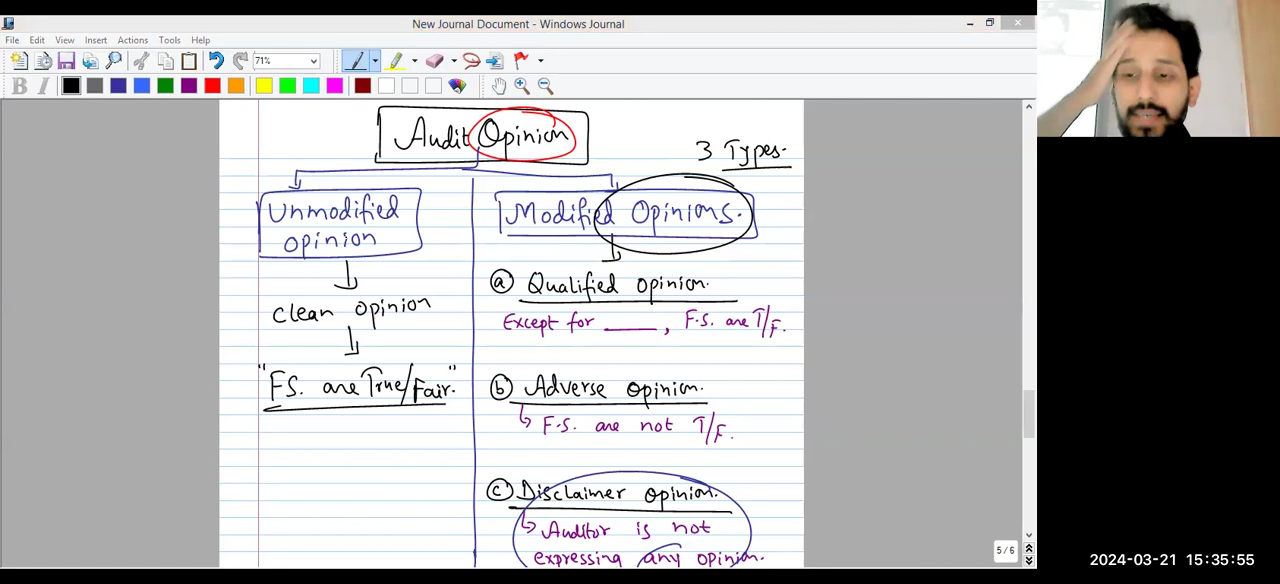 New Journal Document - Windows Journal
File Edit View Insert Actions Tools Help
71%
B I
Audit Opinion
3 Types.
Unmodified
opinion
Modified Opinions.
clean opinion
"FS. are True/Fair."
(a) Qualified opinion.
Except for ____, F.S. are T/F.
(b) Adverse opinion.
F.S. are not T/F.
(c) Disclaimer opinion.
Auditor is not
expressing any opinion.
5/6
2024-03-21 15:35:55